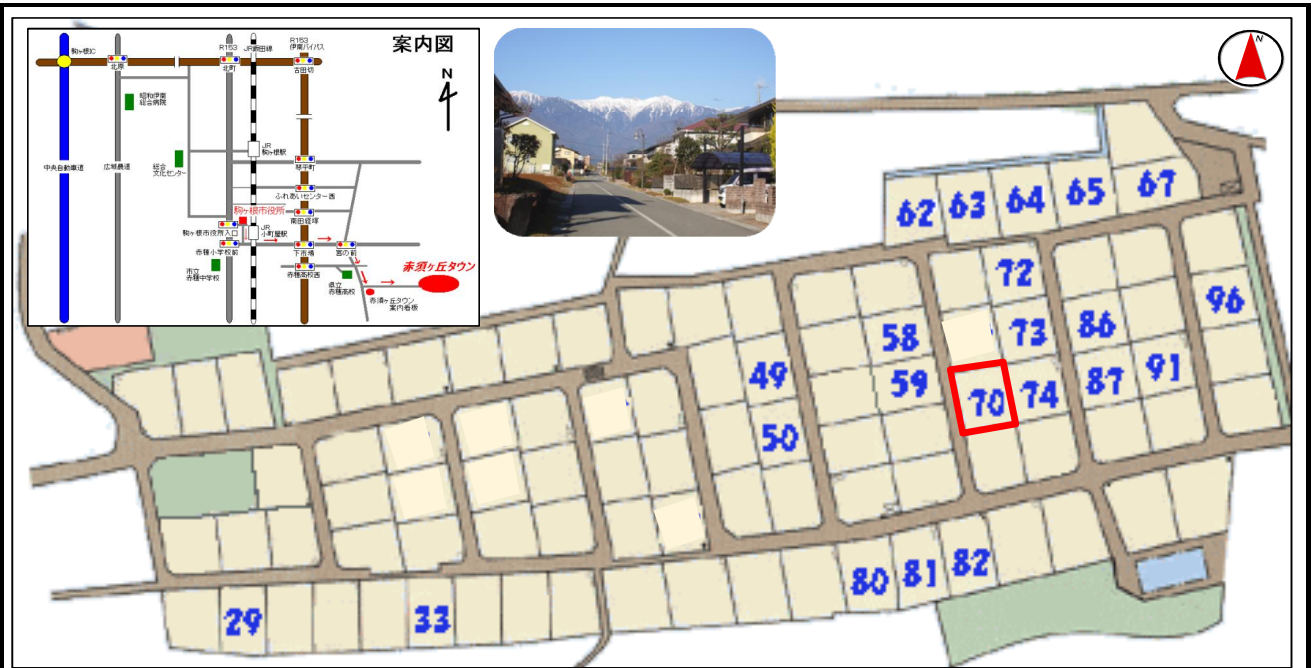 案内図
N
駒ヶ根IC
北原
R153
北町
JR飯田線
R153
伊南バイパス
古田切
昭和伊南
総合病院
中央自動車道
広域農道
総合
文化センター
JR
駒ヶ根駅
琴平町
ふれあいセンター西
駒ヶ根市役所
南田経塚
駒ヶ根市役所入口
JR
小町屋駅
赤穂小学校前
下市場
宮の前
市立
赤穂中学校
赤穂高校西
県立
赤穂高校
赤須ヶ丘タウン
赤須ヶ丘タウン
案内看板
N
62
63
64
65
67
72
58
73
86
96
49
59
70
74
87
91
50
80
81
82
29
33